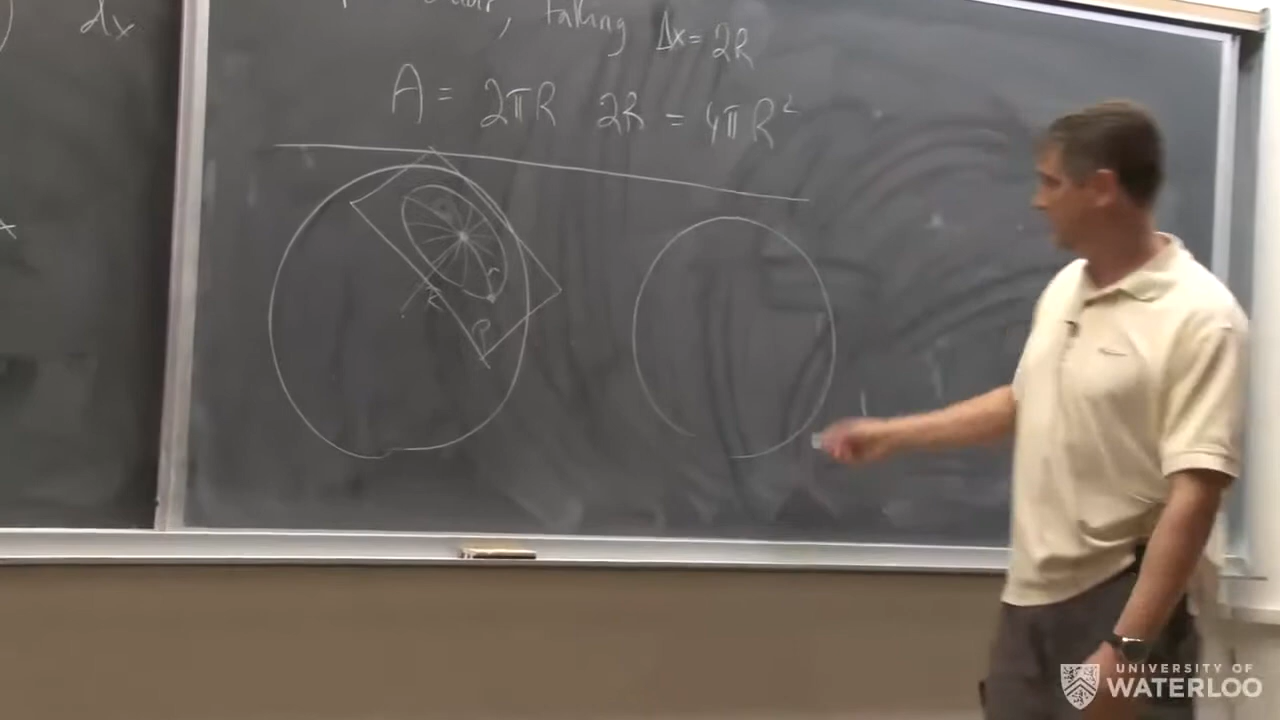 dx
, taking Δx = 2R
A = 2πR 2R = 4πR²
x
r
R
P
UNIVERSITY OF
WATERLOO